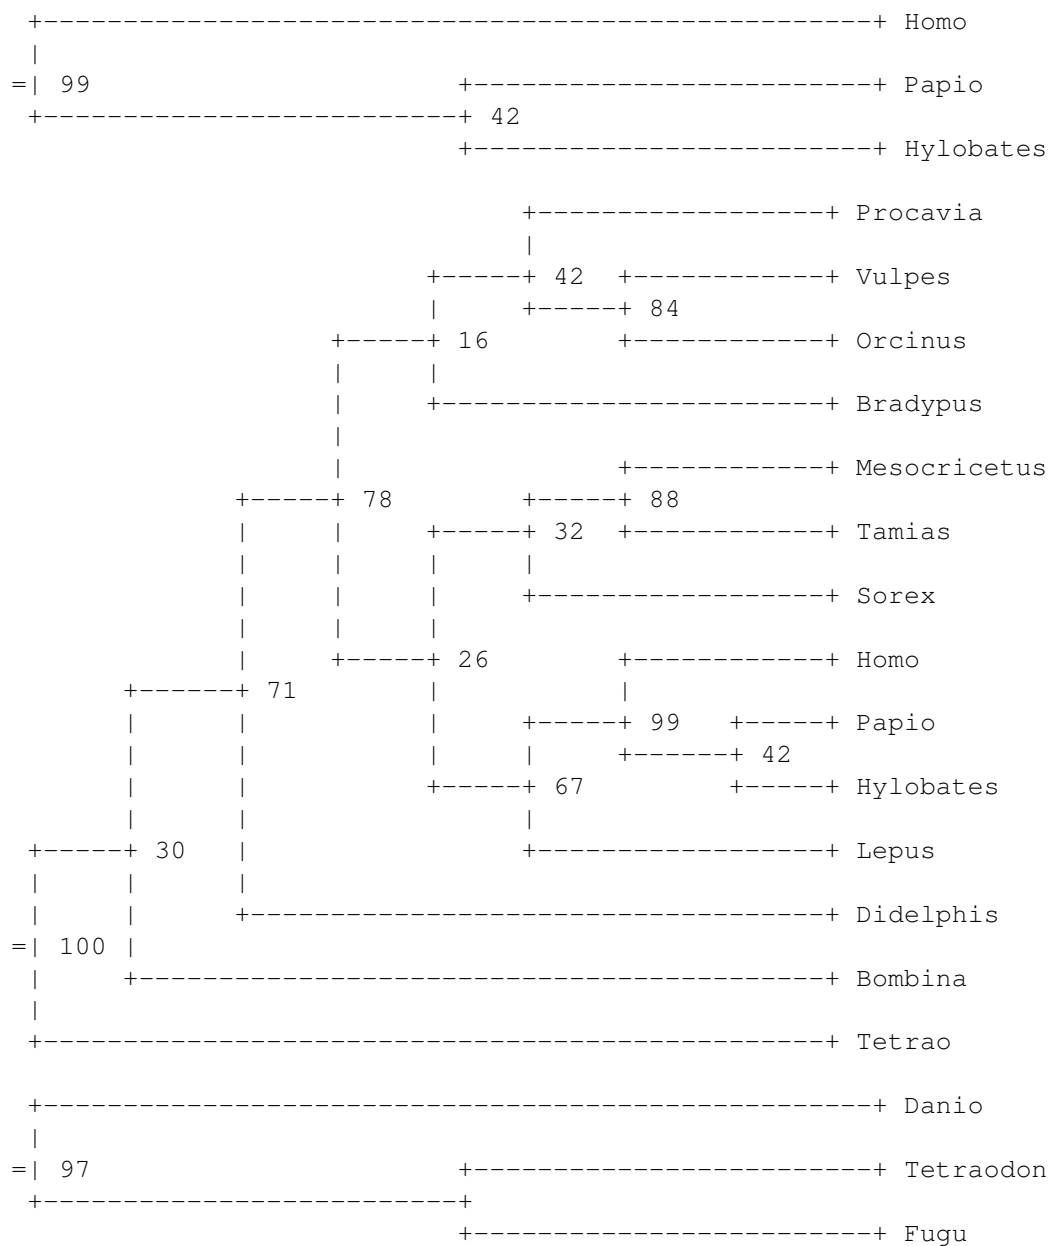 Homo
99
Papio
42
Hylobates
Procavia
42
Vulpes
84
16
Orcinus
Bradypus
Mesocricetus
78
88
32
Tamias
Sorex
26
Homo
71
99
Papio
42
67
Hylobates
30
Lepus
Didelphis
100
Bombina
Tetrao
Danio
97
Tetraodon
Fugu